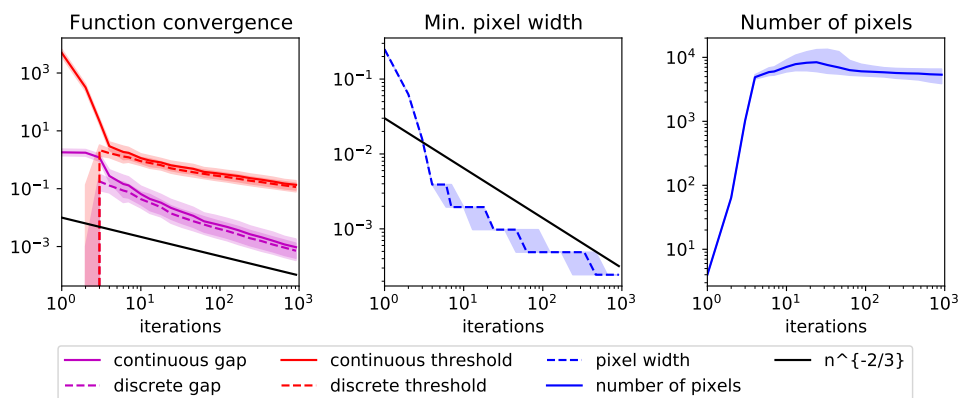 Function convergence
10^3
10^1
10^{-1}
10^{-3}
10^0
10^1
10^2
10^3
iterations
Min. pixel width
10^{-1}
10^{-2}
10^{-3}
10^0
10^1
10^2
10^3
iterations
Number of pixels
10^4
10^3
10^2
10^1
10^0
10^1
10^2
10^3
iterations
continuous gap
discrete gap
continuous threshold
discrete threshold
pixel width
number of pixels
n^{-2/3}